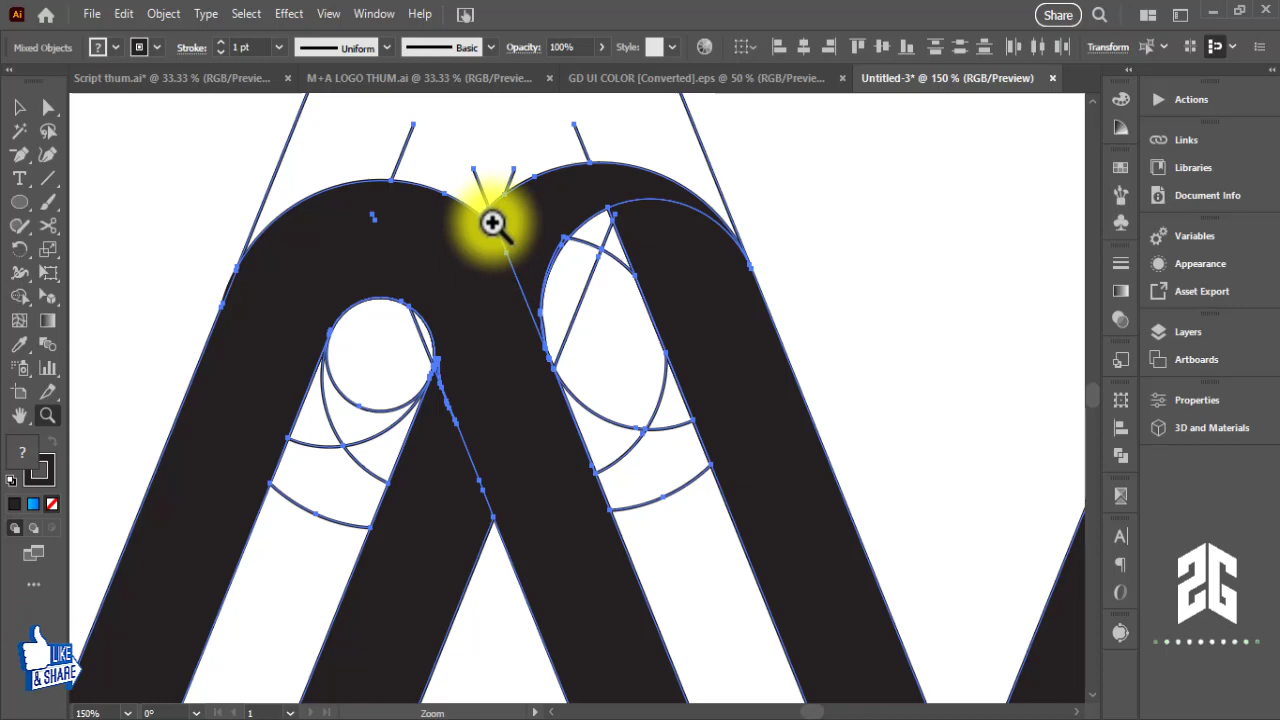 Ai File Edit Object Type Select Effect View Window Help Share
Mixed Objects ? Stroke: 1 pt Uniform Basic Opacity: 100% Style: Transform
Script thum.ai* @ 33.33 % (RGB/Previe... × M+A LOGO THUM.ai @ 33.33 % (RGB/Previe... × GD UI COLOR [Converted].eps @ 50 % (RGB/Previe... × Untitled-3* @ 150 % (RGB/Preview) ×
Actions
Links
Libraries
Document Info
Variables
Appearance
Asset Export
Layers
Artboards
Properties
3D and Materials
?
LIKE
& SHARE
150% 0° 1 Zoom